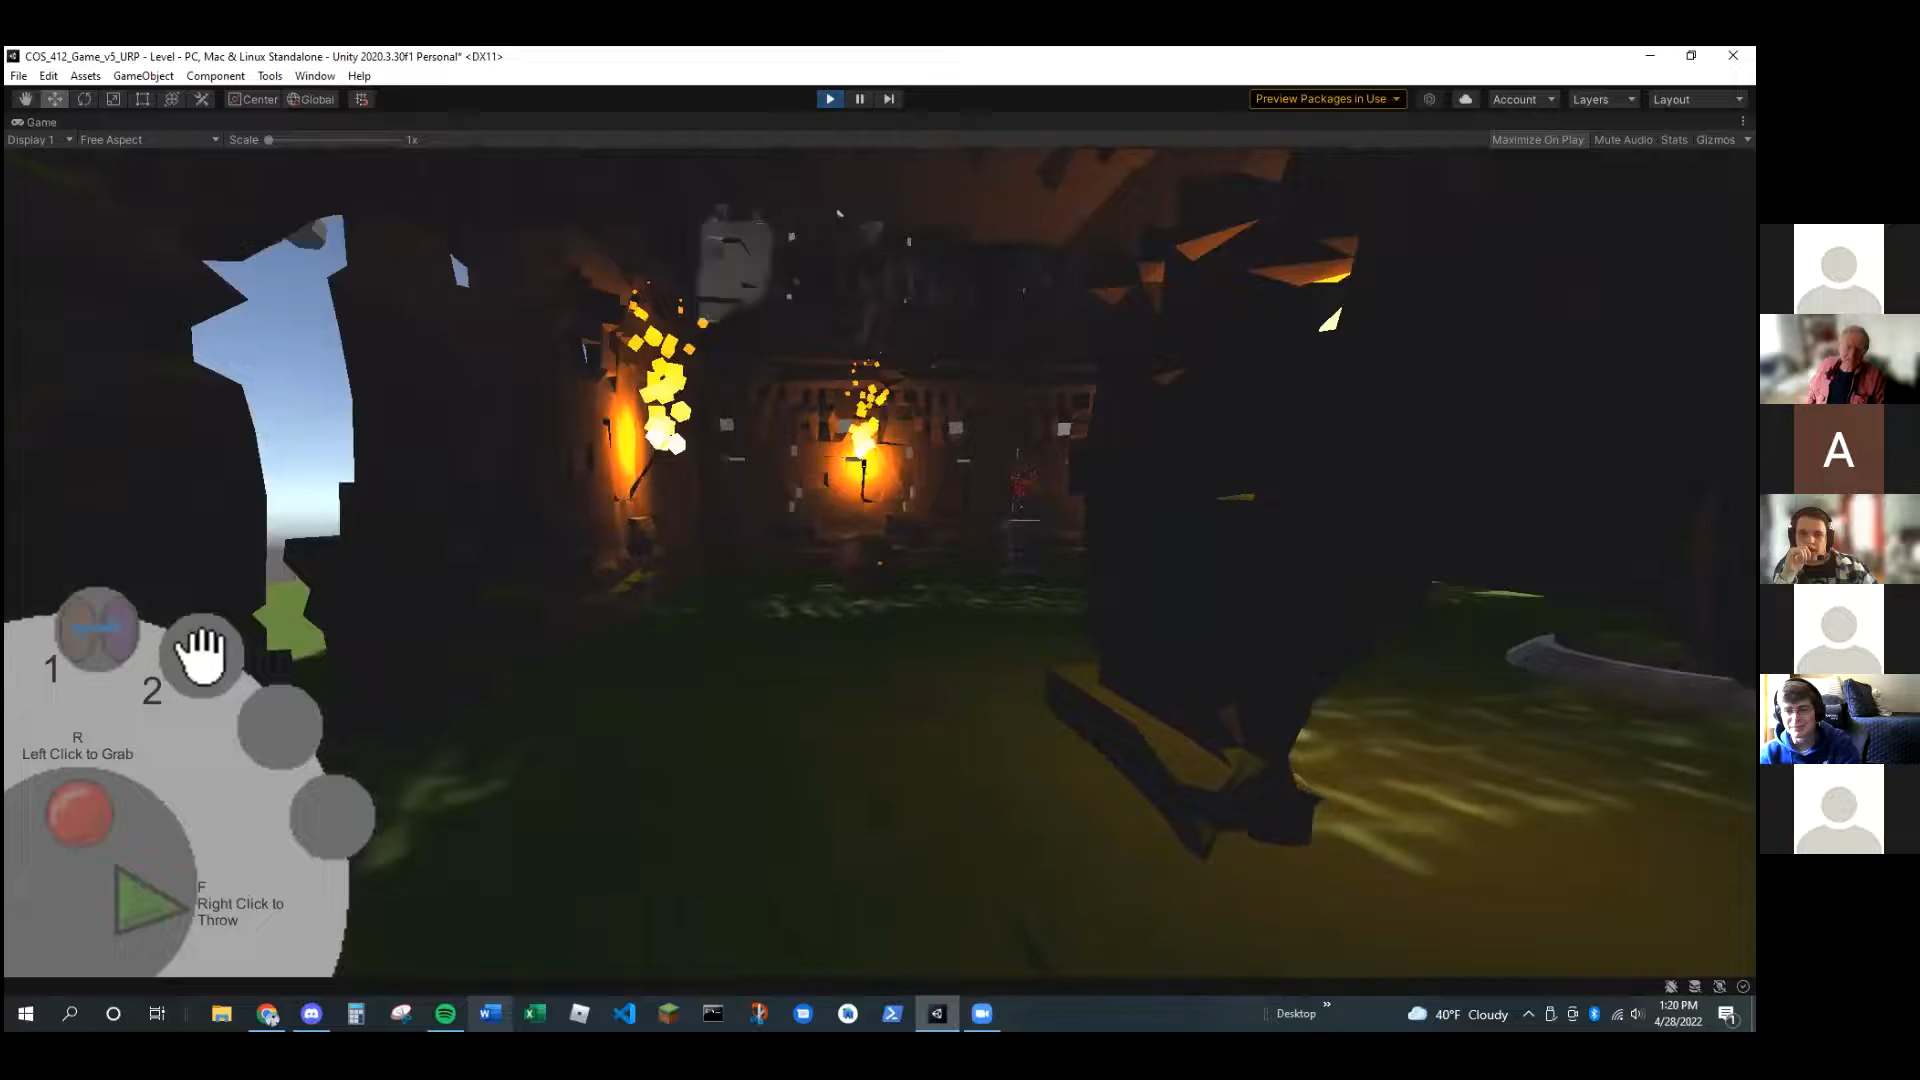 COS_412_Game_v5_URP - Level - PC, Mac & Linux Standalone - Unity 2020.3.30f1 Personal* <DX11>
File Edit Assets GameObject Component Tools Window Help
Center Global Preview Packages in Use Account Layers Layout
Game
Display 1 Free Aspect Scale 1x Maximize On Play Mute Audio Stats Gizmos
A
1
2
R
Left Click to Grab
F
Right Click to
Throw
Desktop
40°F Cloudy
1:20 PM
4/28/2022
1